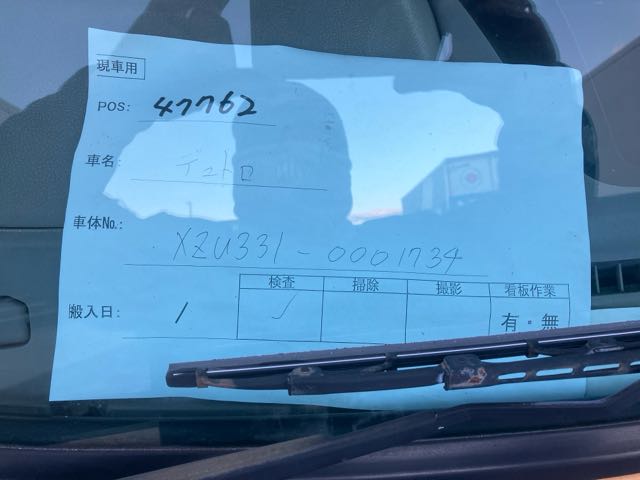 現車用
POS: 47762
車名: デュトロ
車体No.: XZU331-0001734
検査 掃除 撮影 看板作業
搬入日: / ✓ 有・無